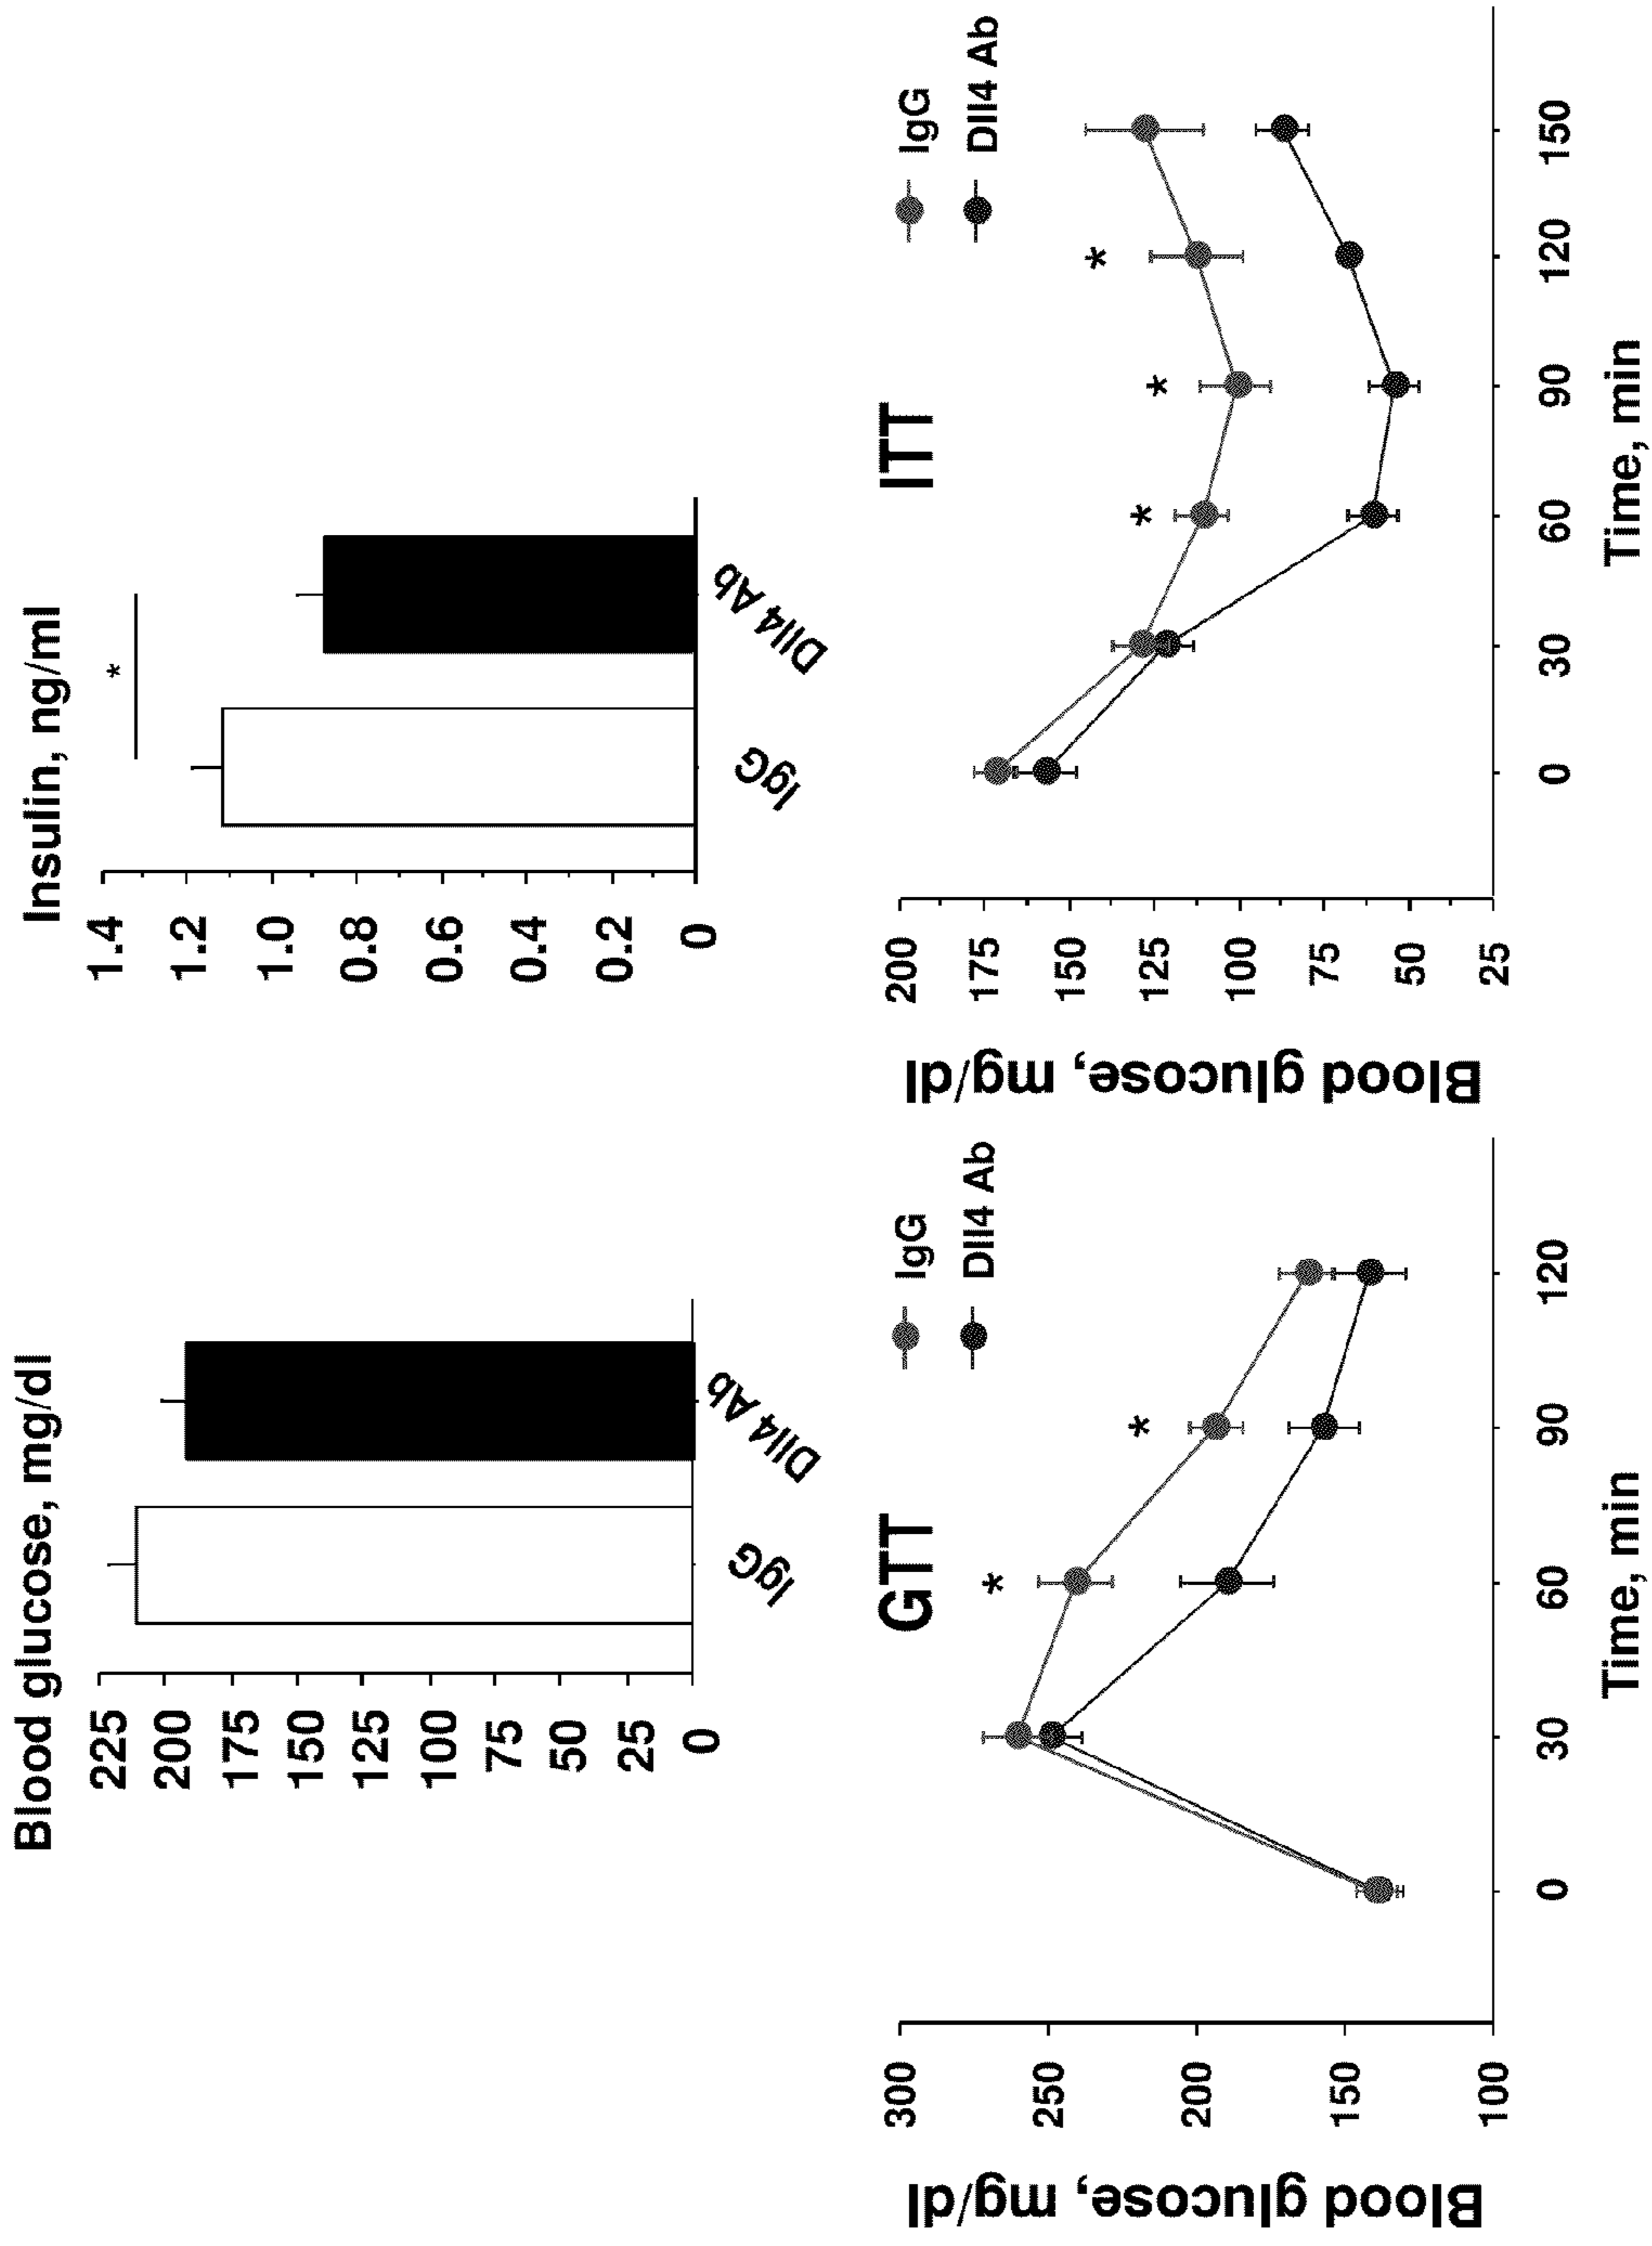 Blood glucose, mg/dl
225
200
175
150
125
100
75
50
25
0
IgG
Dll4 Ab
Insulin, ng/ml
1.4
1.2
1.0
0.8
0.6
0.4
0.2
0
*
IgG
Dll4 Ab
GTT
IgG
Dll4 Ab
Blood glucose, mg/dl
300
250
200
150
100
* *
0 30 60 90 120
Time, min
ITT
IgG
Dll4 Ab
Blood glucose, mg/dl
200
175
150
125
100
75
50
25
* * *
0 30 60 90 120 150
Time, min